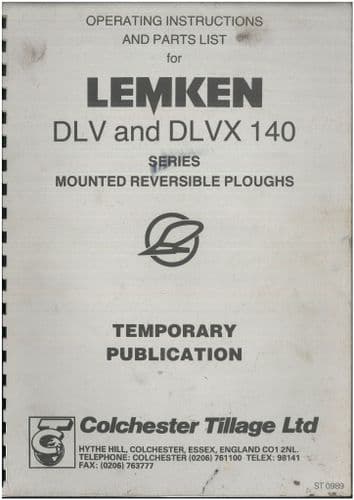 OPERATING INSTRUCTIONS
AND PARTS LIST
for
LEMKEN
DLV and DLVX 140
SERIES
MOUNTED REVERSIBLE PLOUGHS
TEMPORARY
PUBLICATION
Colchester Tillage Ltd
HYTHE HILL, COLCHESTER, ESSEX, ENGLAND CO1 2NL.
TELEPHONE: COLCHESTER (0206) 761100 TELEX: 98141
FAX: (0206) 763777
ST 0989